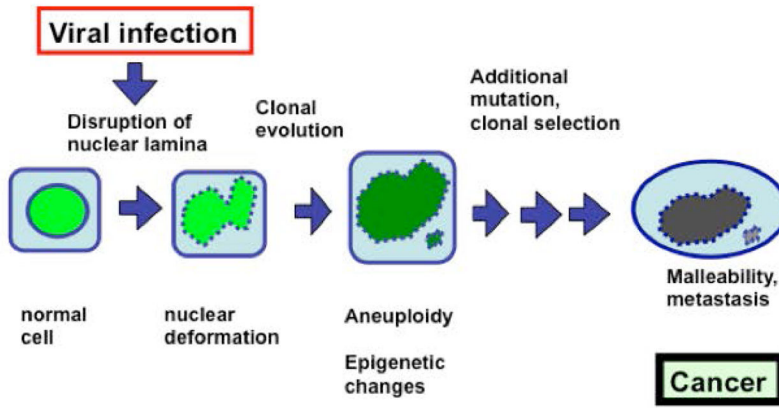 Viral infection
Disruption of
nuclear lamina
Clonal
evolution
Additional
mutation,
clonal selection
normal
cell
nuclear
deformation
Aneuploidy
Epigenetic
changes
Malleability,
metastasis
Cancer